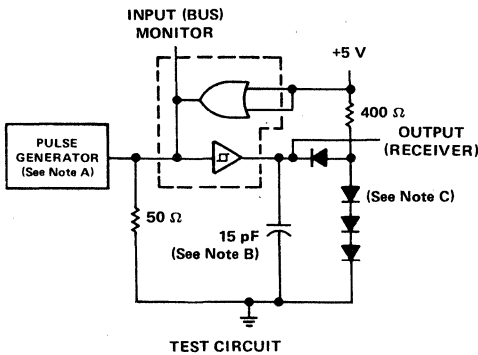 INPUT (BUS)
MONITOR
+5 V
400 Ω
OUTPUT
(RECEIVER)
PULSE
GENERATOR
(See Note A)
50 Ω
15 pF
(See Note B)
(See Note C)
TEST CIRCUIT